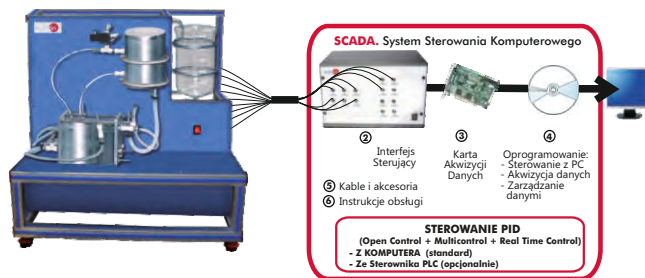 SCADA. System Sterowania Komputerowego
②
Interfejs
Sterujący
③
Karta
Akwizycji
Danych
④
Oprogramowanie:
- Sterowanie z PC
- Akwizycja danych
- Zarządzanie
danymi
⑤ Kable i akcesoria
⑥ Instrukcje obsługi
STEROWANIE PID
(Open Control + Multicontrol + Real Time Control)
- Z KOMPUTERA (standard)
- Ze Sterownika PLC (opcjonalnie)